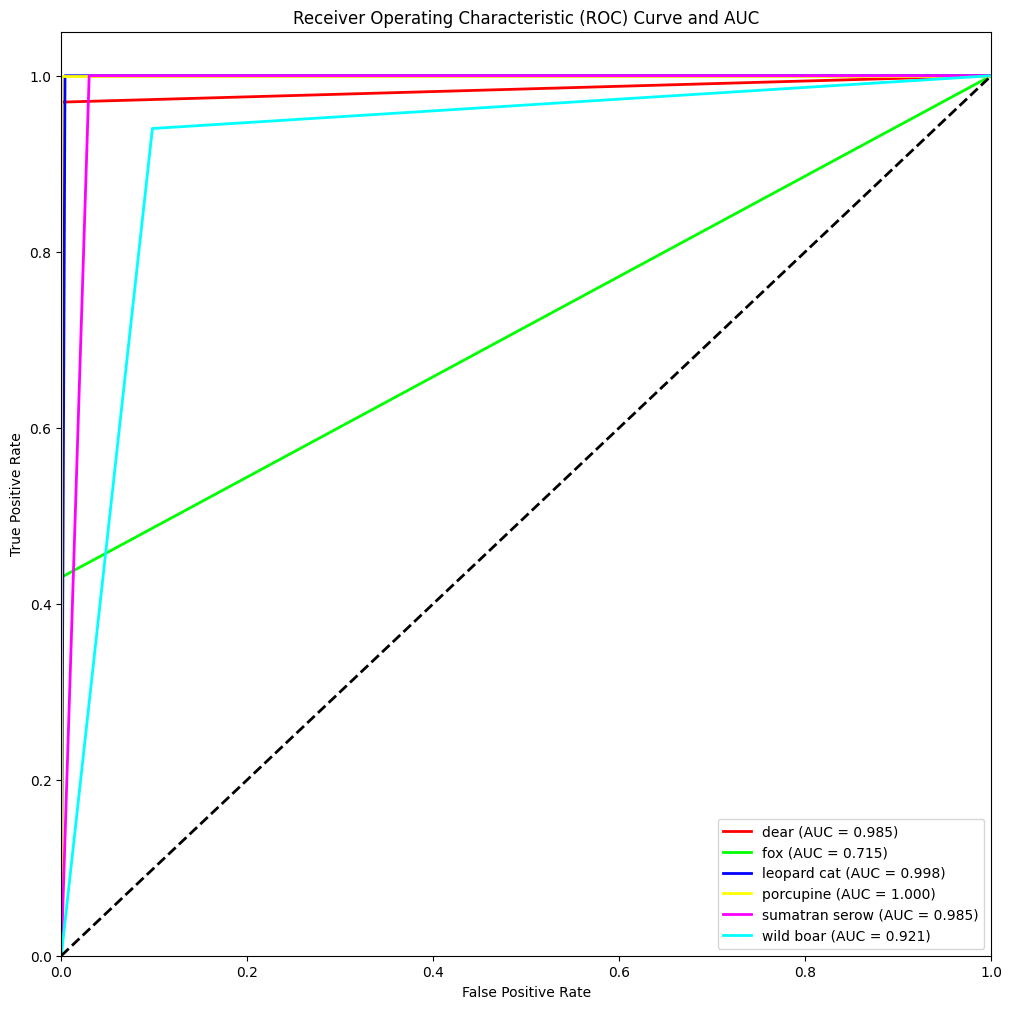 Receiver Operating Characteristic (ROC) Curve and AUC
1.0
0.8
0.6
0.4
0.2
0.0
True Positive Rate
0.0 0.2 0.4 0.6 0.8 1.0
False Positive Rate
dear (AUC = 0.985)
fox (AUC = 0.715)
leopard cat (AUC = 0.998)
porcupine (AUC = 1.000)
sumatran serow (AUC = 0.985)
wild boar (AUC = 0.921)